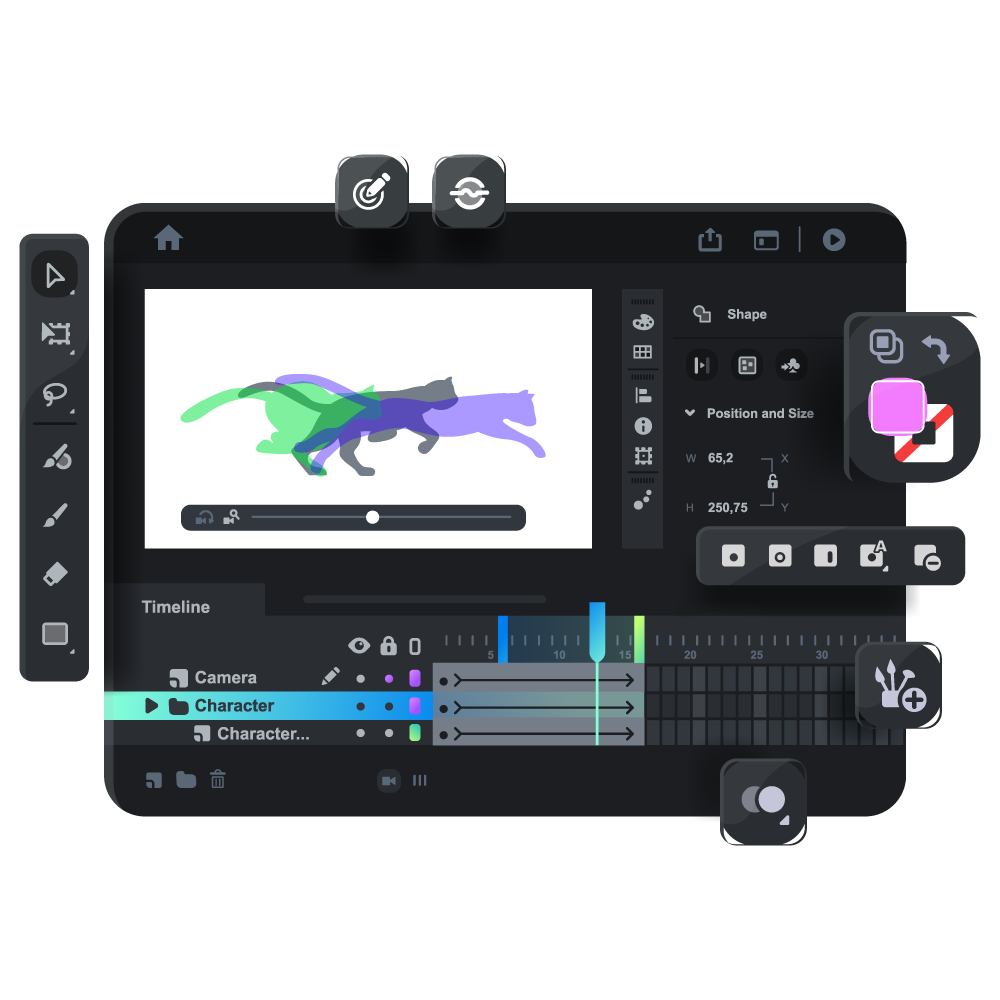 Shape
Position and Size
W 65,2 X
H 250,75 Y
A
Timeline
5 10 15 20 25 30
Camera
Character
Character...